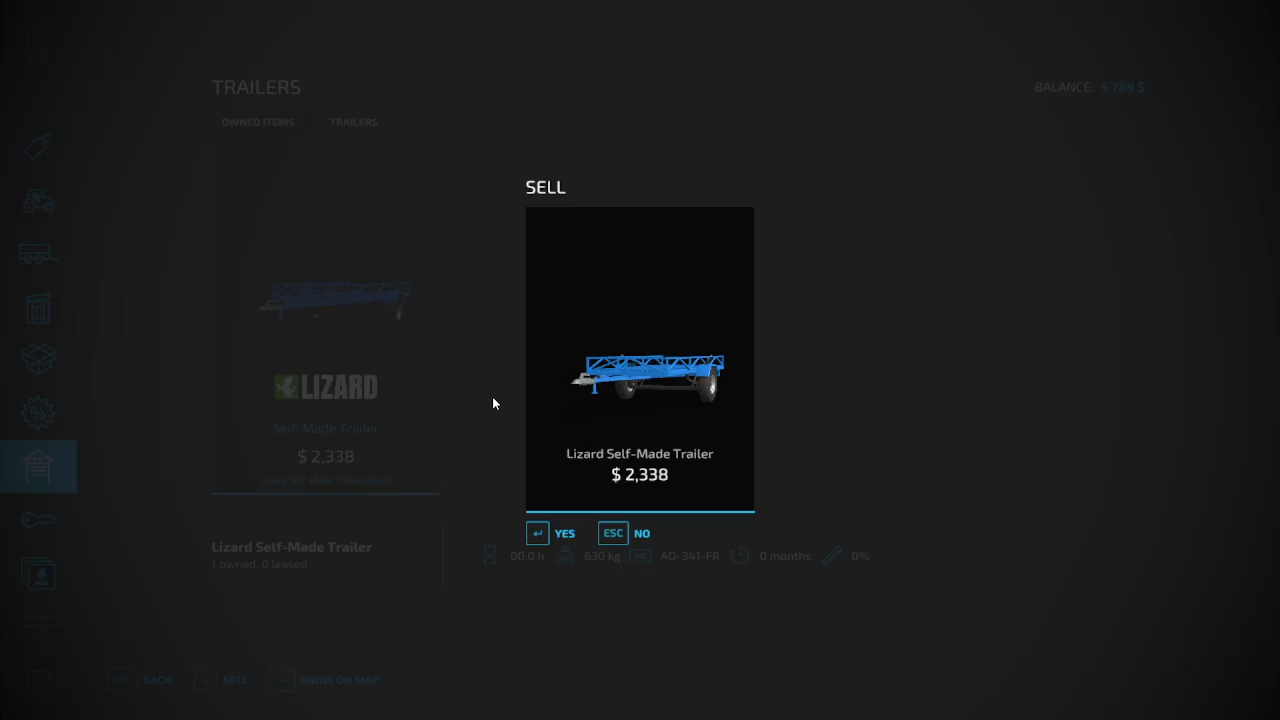 TRAILERS
BALANCE: 5,789 $
OWNED ITEMS TRAILERS
SELL
LIZARD
Self-Made Trailer
$ 2,338
Lizard Self-Made Trailer
$ 2,338
YES ESC NO
Lizard Self-Made Trailer
1 owned, 0 leased
00.0 h 630 kg AO-341-FR 0 months 0%
BACK SELL SHOW ON MAP